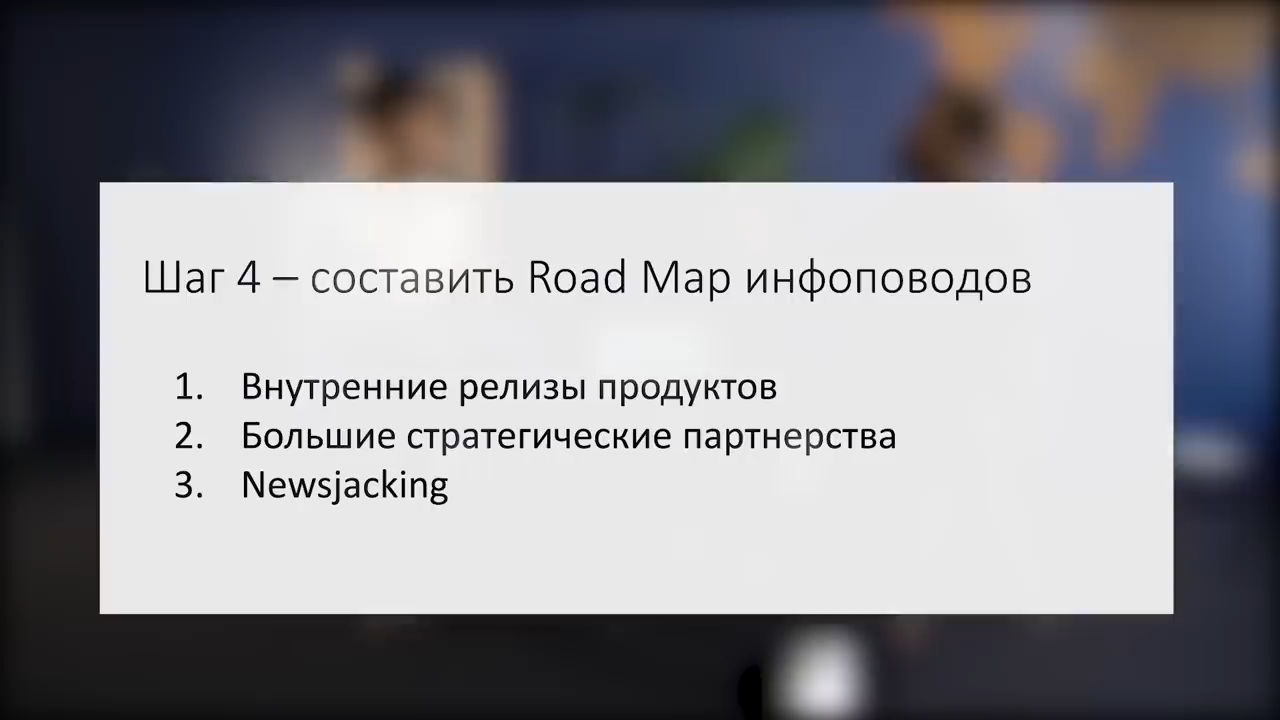 Шаг 4 – составить Road Map инфоповодов
1. Внутренние релизы продуктов
2. Большие стратегические партнерства
3. Newsjacking